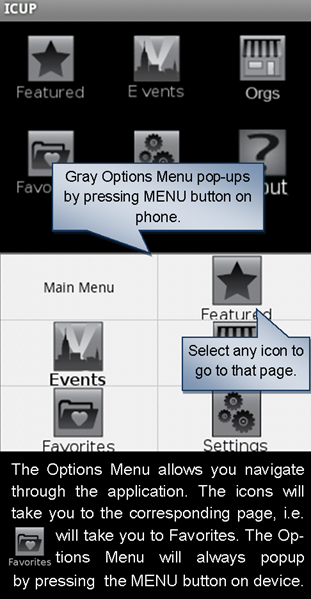 ICUP
Featured
E vents
Orgs
Favo
out
Gray Options Menu pop-ups
by pressing MENU button on
phone.
Main Menu
Featured
Select any icon to
go to that page.
Events
Favorites
Settings
The Options Menu allows you navigate
through the application. The icons will
take you to the corresponding page, i.e.
Favorites
will take you to Favorites. The Op-
tions Menu will always popup
by pressing the MENU button on device.